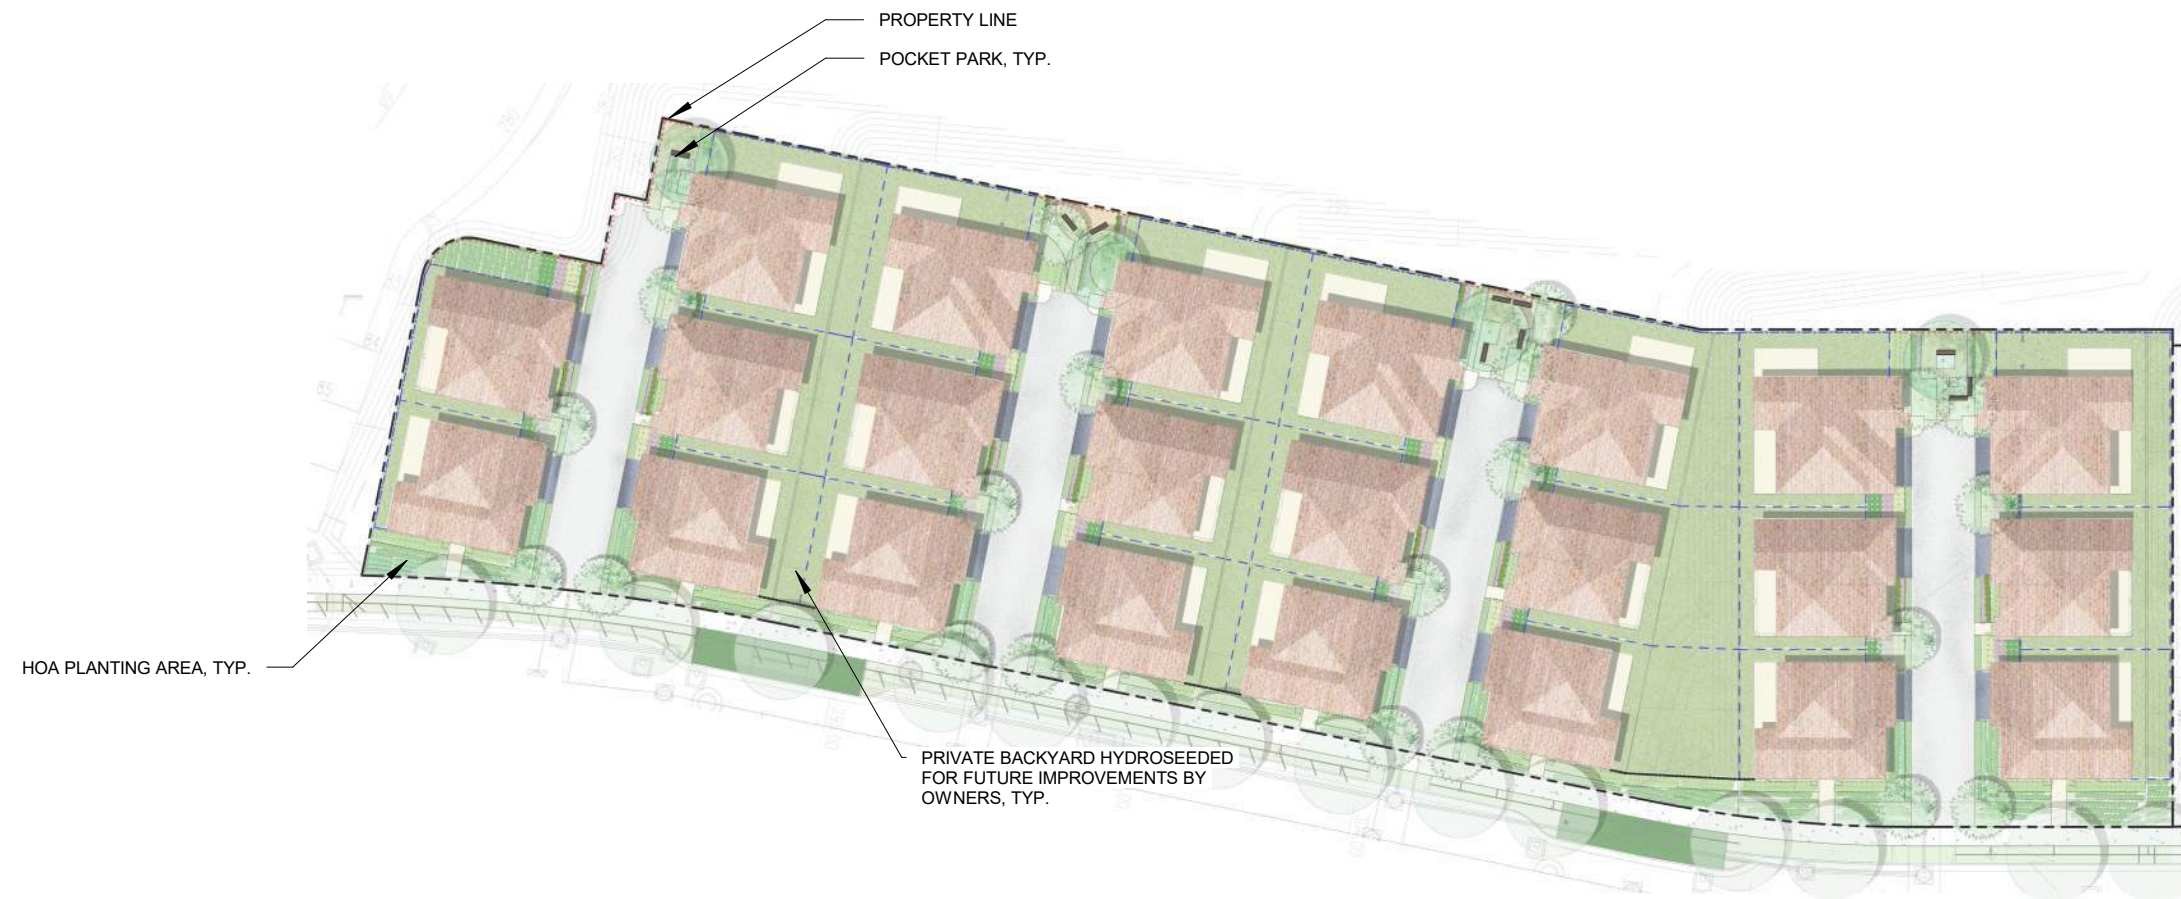 PROPERTY LINE
POCKET PARK, TYP.
HOA PLANTING AREA, TYP.
PRIVATE BACKYARD HYDROSEEDED
FOR FUTURE IMPROVEMENTS BY
OWNERS, TYP.